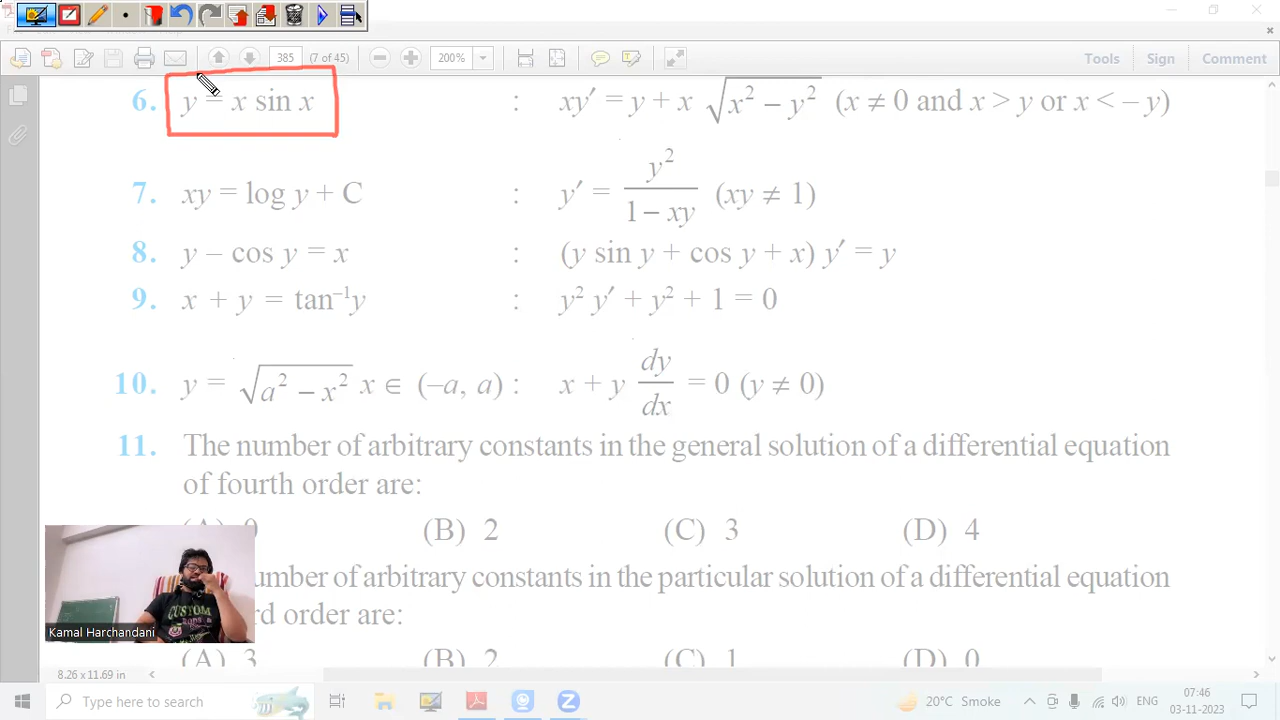 385 (7 of 45) 200% Tools Sign Comment
6. y = x sin x : xy′ = y + x √x² – y² (x ≠ 0 and x > y or x < – y)
7. xy = log y + C : y′ = y² / 1 – xy (xy ≠ 1)
8. y – cos y = x : (y sin y + cos y + x) y′ = y
9. x + y = tan⁻¹y : y² y′ + y² + 1 = 0
10. y = √a² – x² x ∈ (–a, a) : x + y dy/dx = 0 (y ≠ 0)
11. The number of arbitrary constants in the general solution of a differential equation
of fourth order are:
(B) 2 (C) 3 (D) 4
umber of arbitrary constants in the particular solution of a differential equation
rd order are:
(A) 3 (B) 2 (C) 1 (D) 0
CUSTOM
Kamal Harchandani
8.26 x 11.69 in
Type here to search 20°C Smoke ENG 07:46
03-11-2023